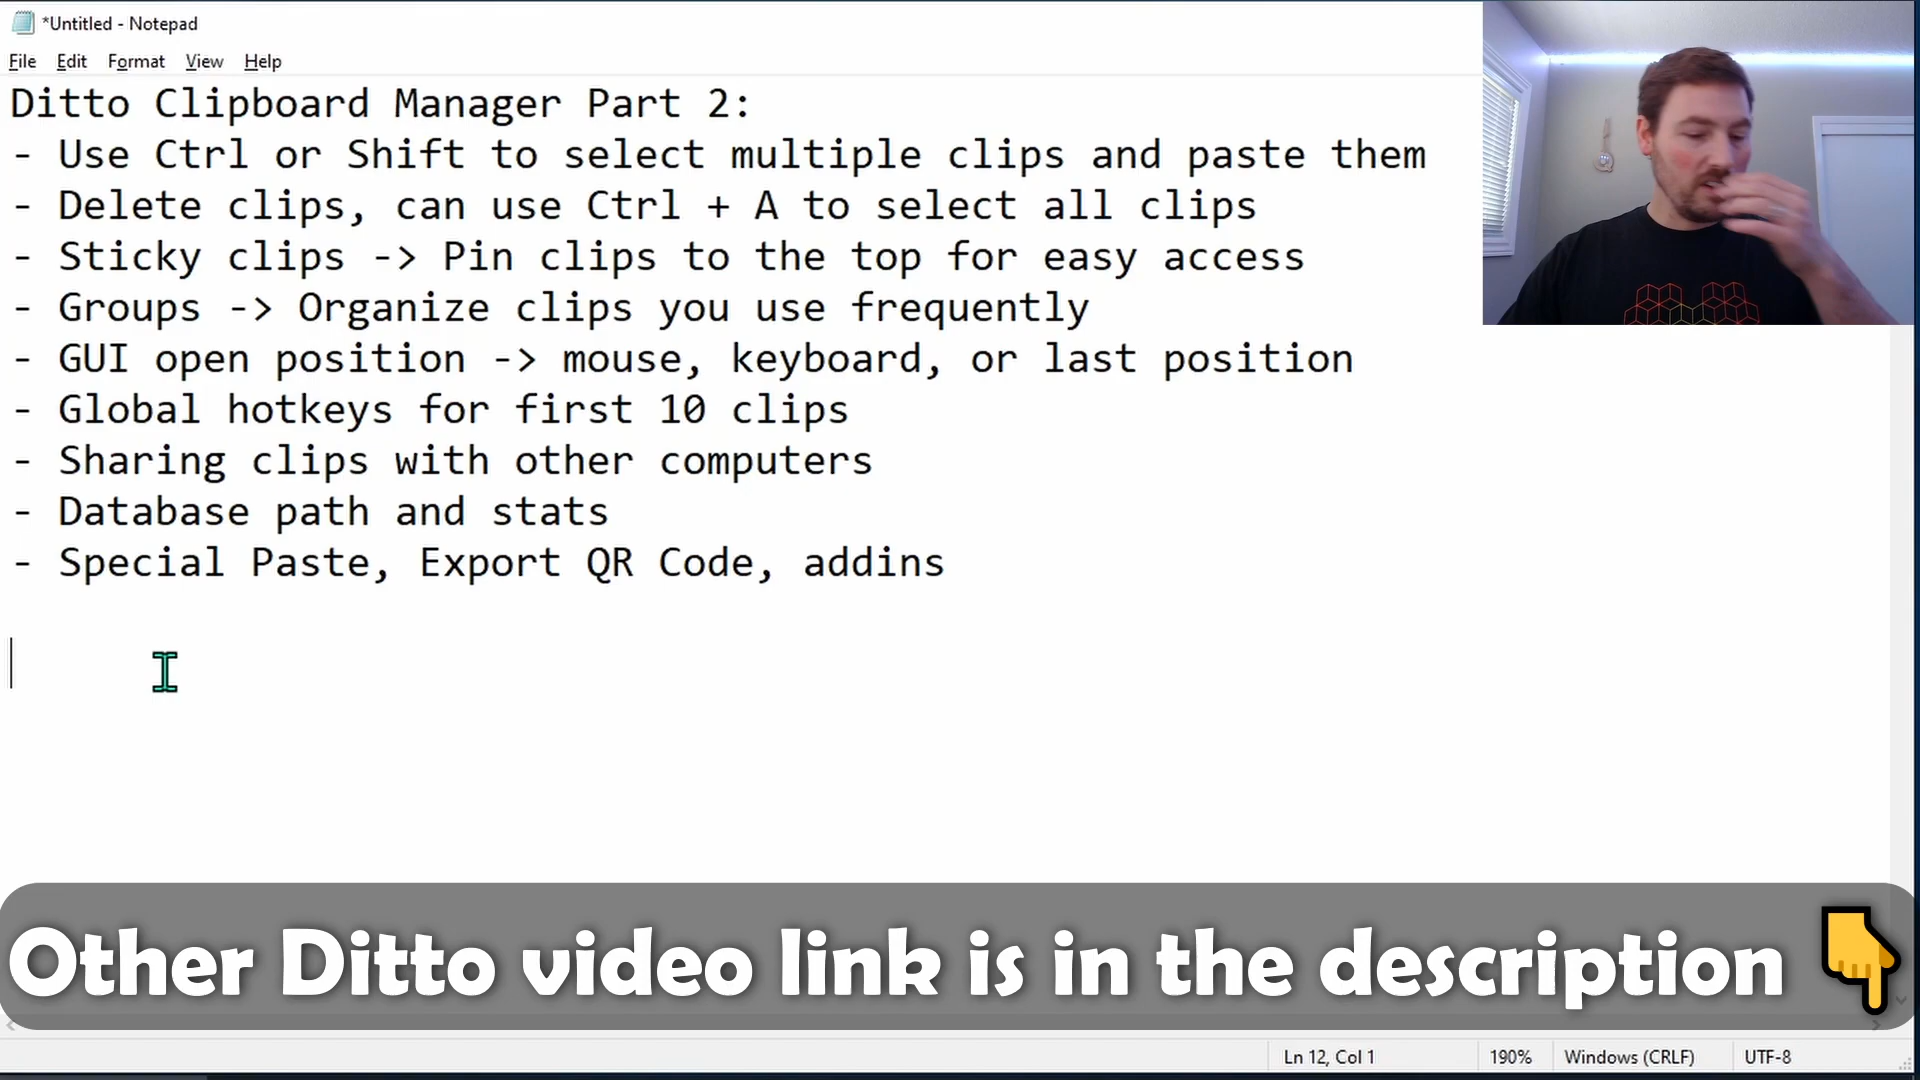 *Untitled - Notepad
File Edit Format View Help
Ditto Clipboard Manager Part 2:
- Use Ctrl or Shift to select multiple clips and paste them
- Delete clips, can use Ctrl + A to select all clips
- Sticky clips -> Pin clips to the top for easy access
- Groups -> Organize clips you use frequently
- GUI open position -> mouse, keyboard, or last position
- Global hotkeys for first 10 clips
- Sharing clips with other computers
- Database path and stats
- Special Paste, Export QR Code, addins
Other Ditto video link is in the description
Ln 12, Col 1 190% Windows (CRLF) UTF-8